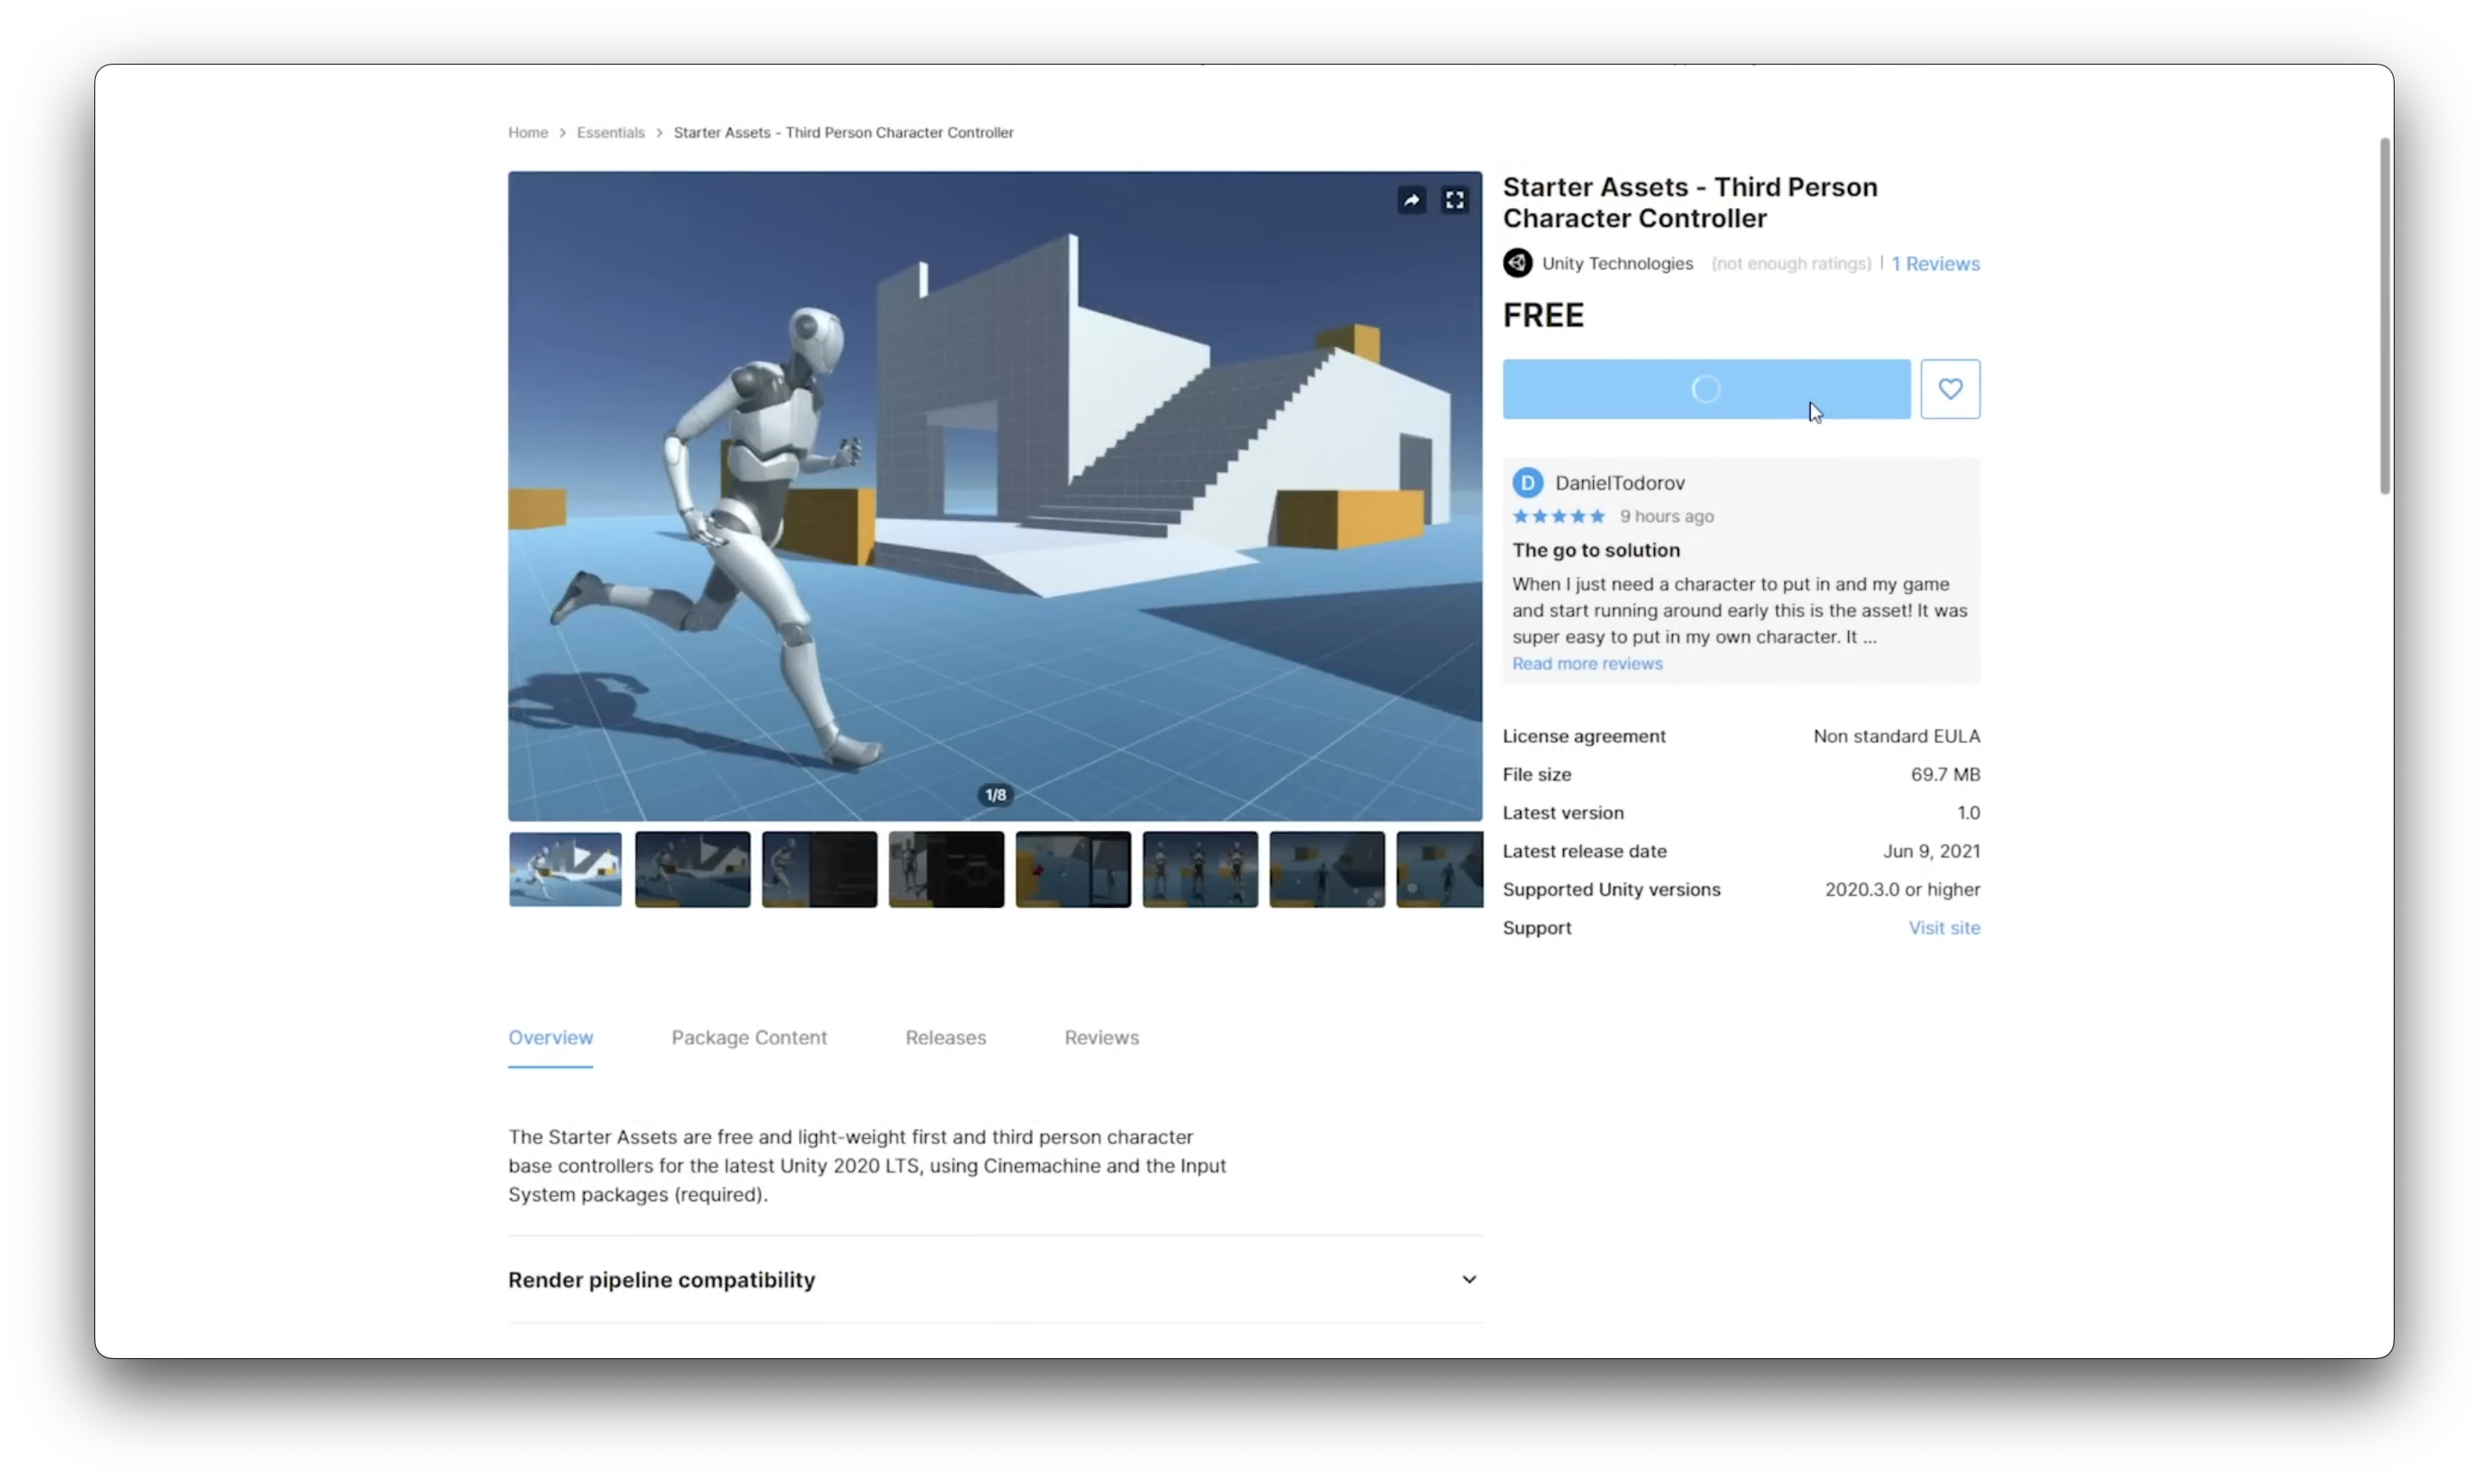 Home > Essentials > Starter Assets - Third Person Character Controller
Starter Assets - Third Person
Character Controller
Unity Technologies (not enough ratings) | 1 Reviews
FREE
D DanielTodorov
9 hours ago
The go to solution
When I just need a character to put in and my game
and start running around early this is the asset! It was
super easy to put in my own character. It ...
Read more reviews
1/8
License agreement Non standard EULA
File size 69.7 MB
Latest version 1.0
Latest release date Jun 9, 2021
Supported Unity versions 2020.3.0 or higher
Support Visit site
Overview Package Content Releases Reviews
The Starter Assets are free and light-weight first and third person character
base controllers for the latest Unity 2020 LTS, using Cinemachine and the Input
System packages (required).
Render pipeline compatibility